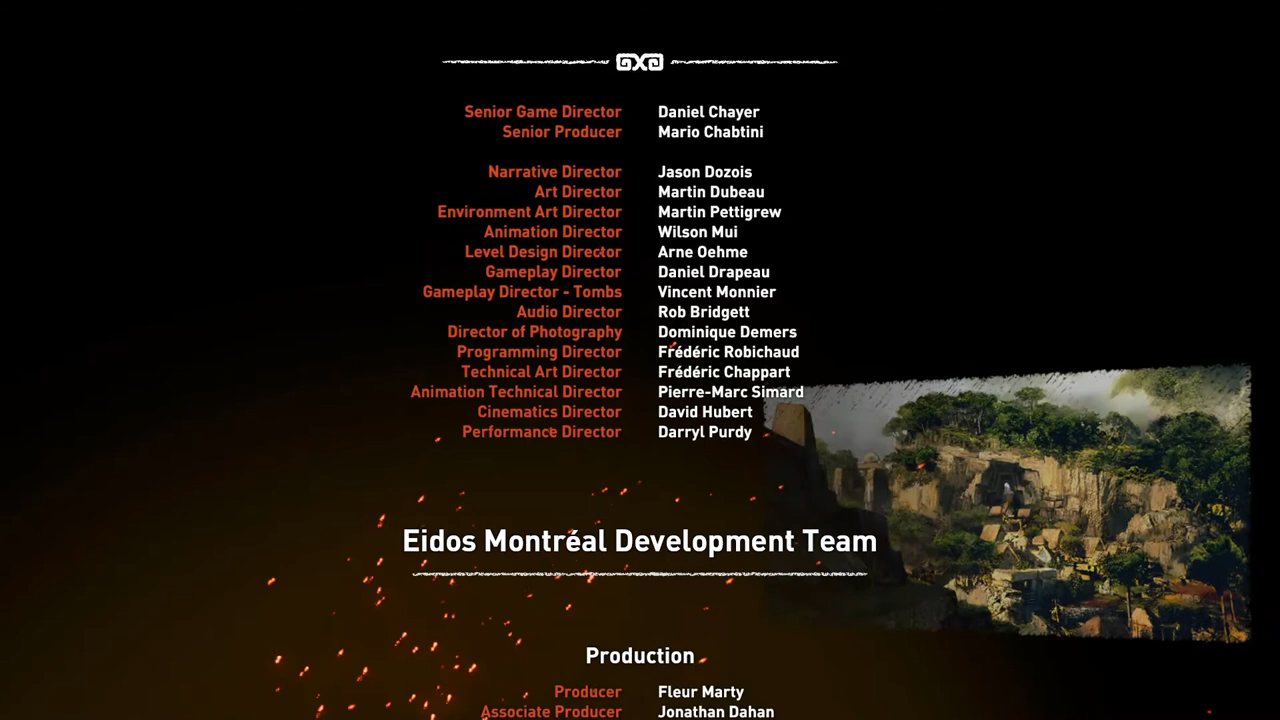 Senior Game Director Daniel Chayer
Senior Producer Mario Chabtini
Narrative Director Jason Dozois
Art Director Martin Dubeau
Environment Art Director Martin Pettigrew
Animation Director Wilson Mui
Level Design Director Arne Oehme
Gameplay Director Daniel Drapeau
Gameplay Director - Tombs Vincent Monnier
Audio Director Rob Bridgett
Director of Photography Dominique Demers
Programming Director Frédéric Robichaud
Technical Art Director Frédéric Chappart
Animation Technical Director Pierre-Marc Simard
Cinematics Director David Hubert
Performance Director Darryl Purdy
Eidos Montréal Development Team
Production
Producer Fleur Marty
Associate Producer Jonathan Dahan